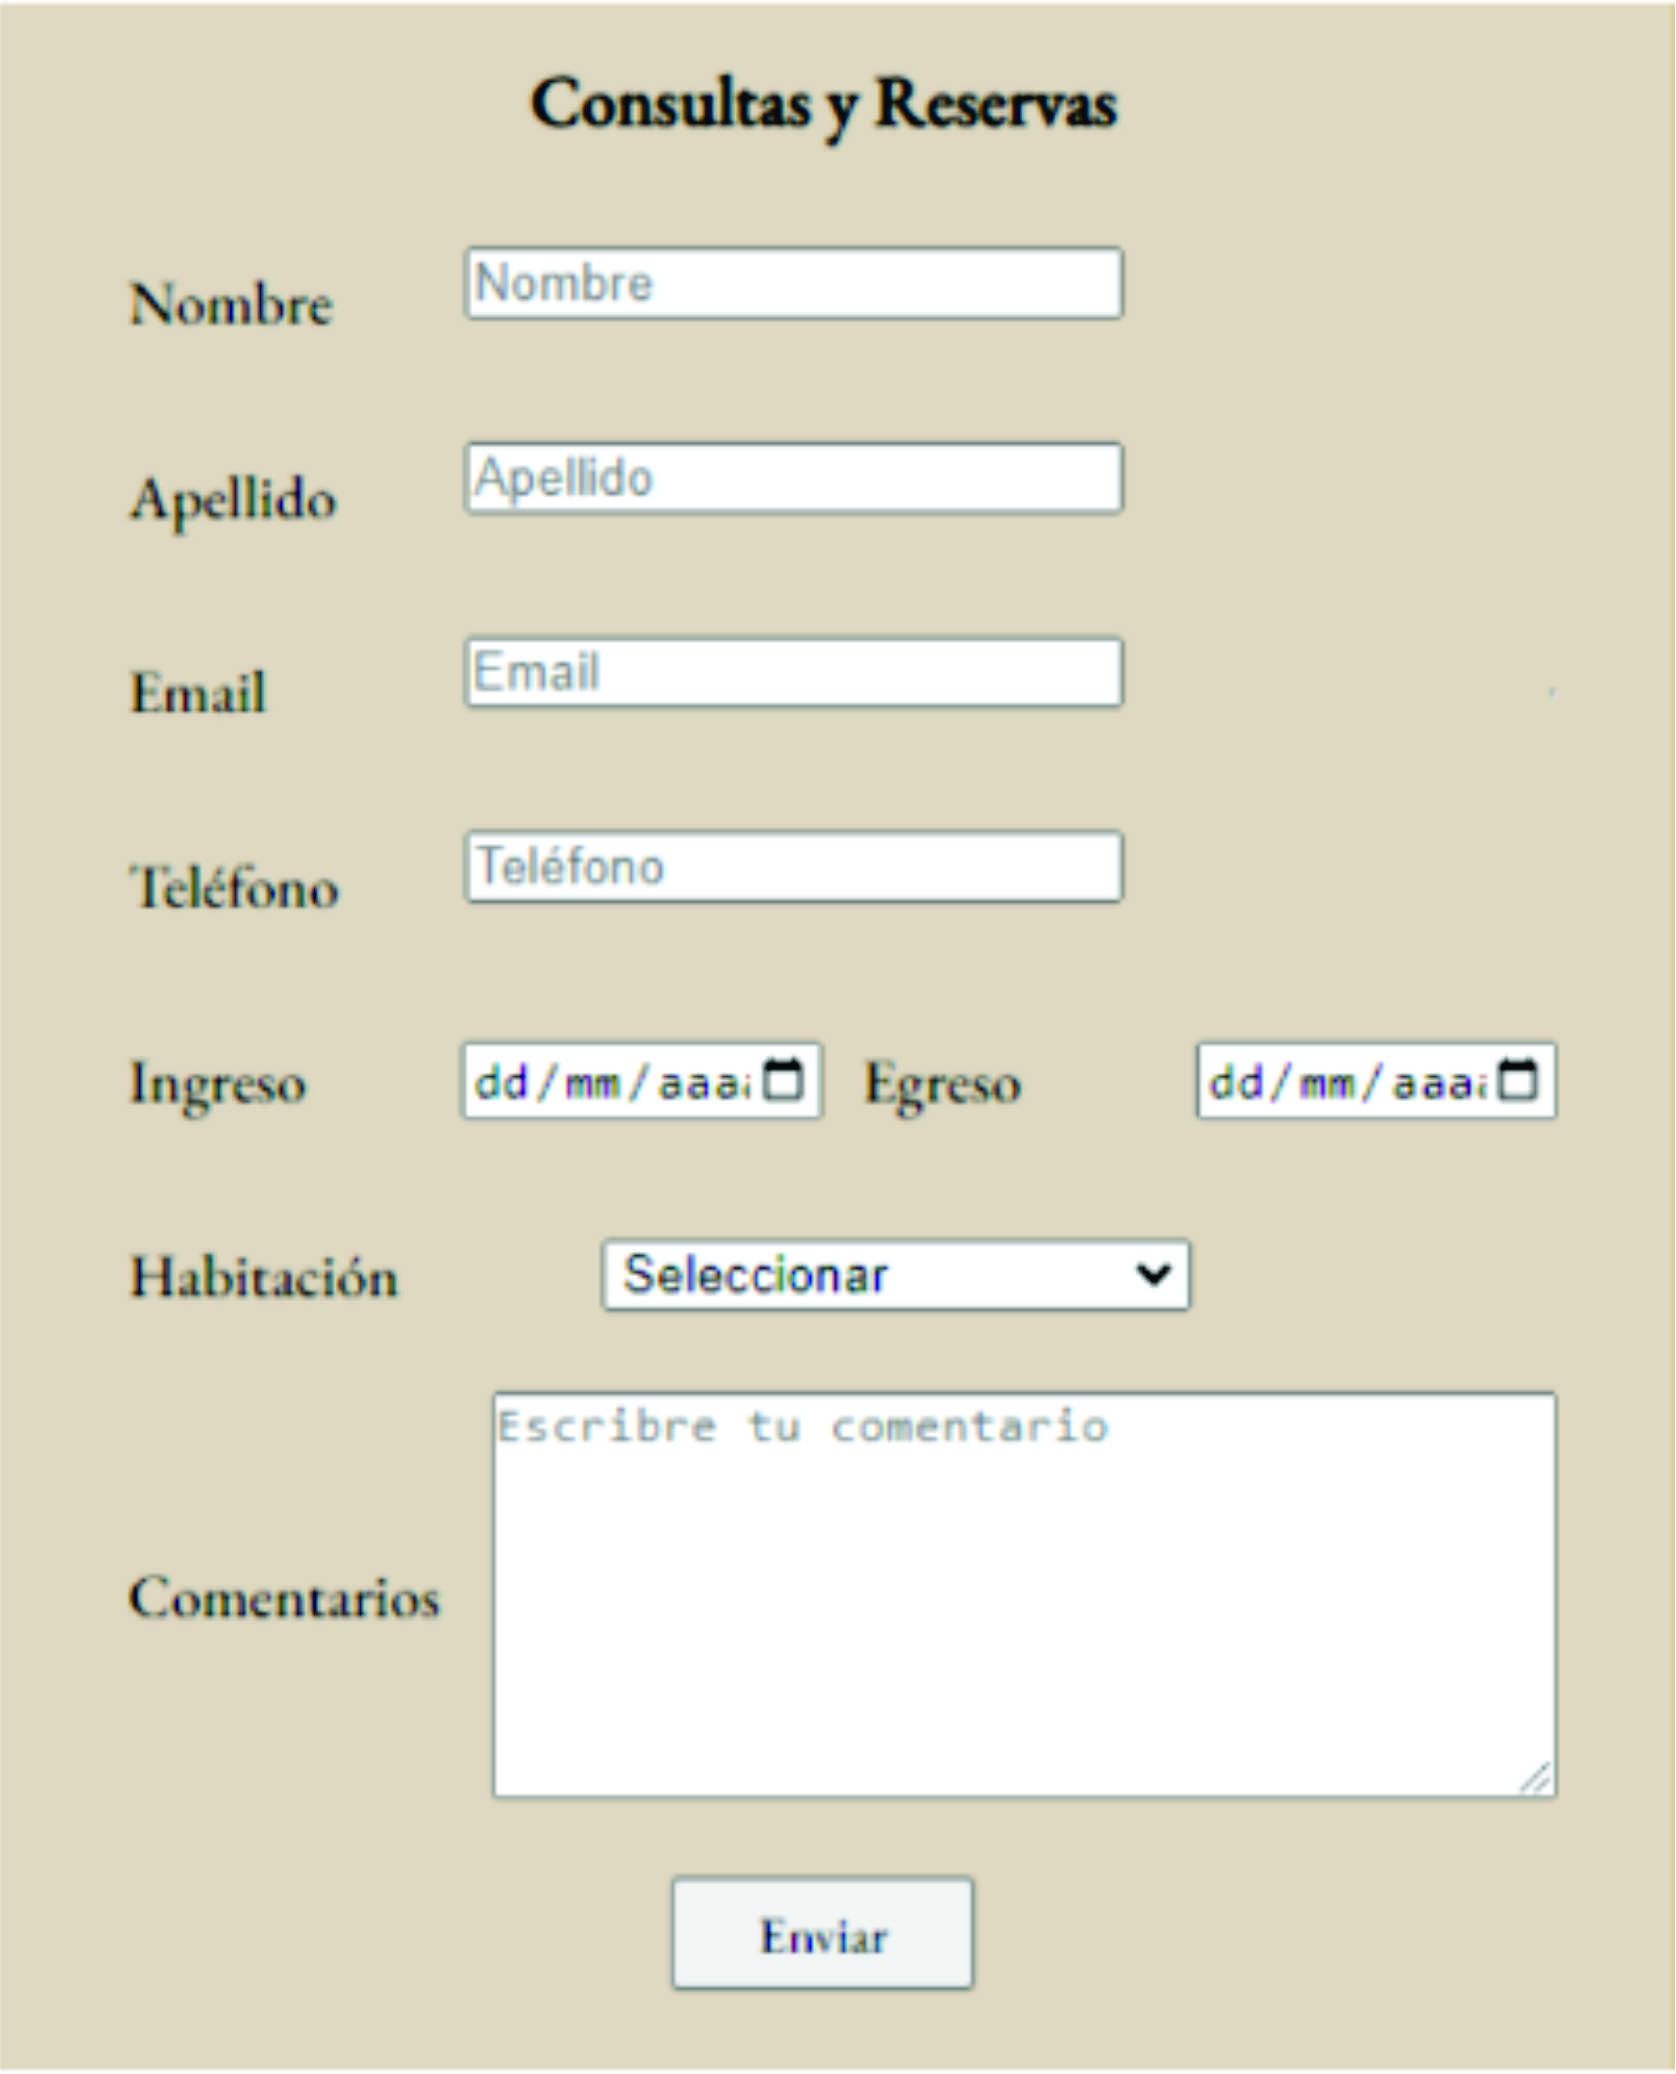 Consultas y Reservas
Nombre Nombre
Apellido Apellido
Email Email
Teléfono Teléfono
Ingreso dd/mm/aaa Egreso dd/mm/aaa
Habitación Seleccionar
Escribre tu comentario
Comentarios
Enviar